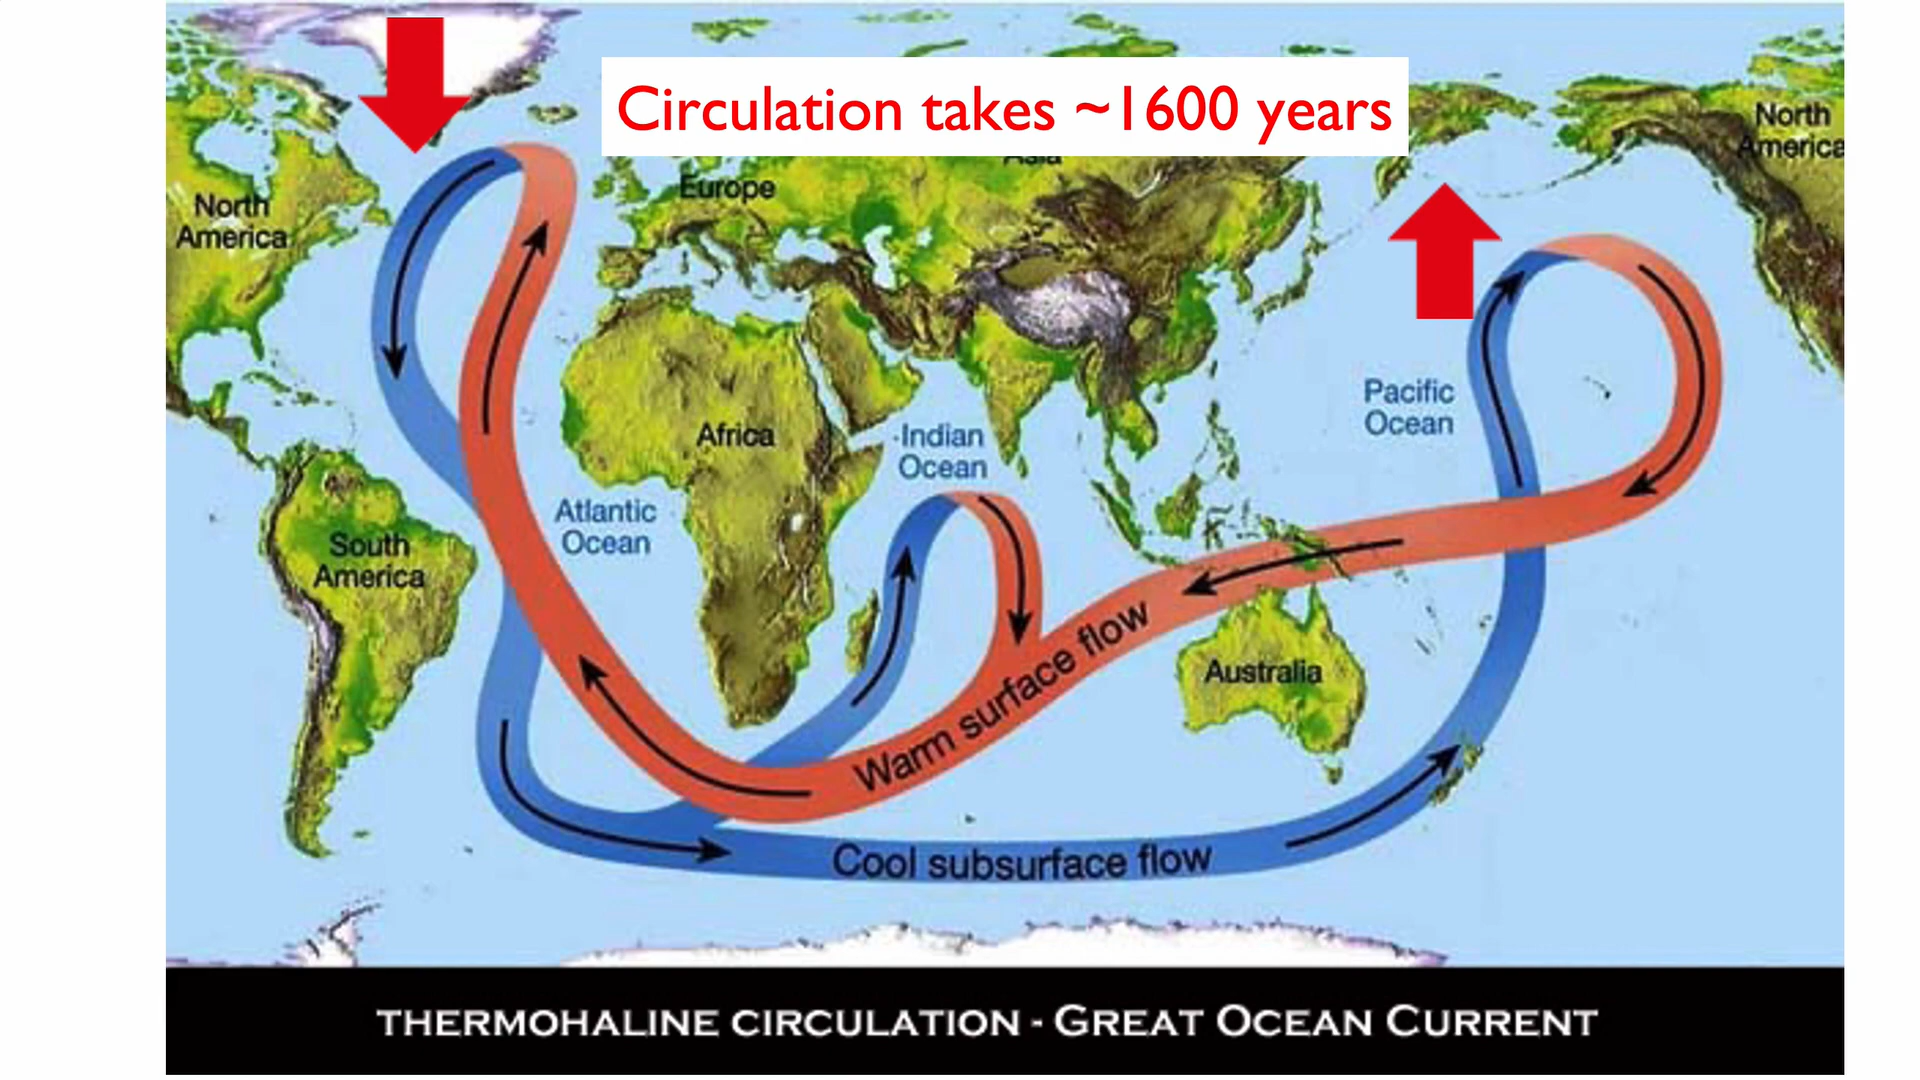 Circulation takes ~1600 years
North
America
Asia
Europe
North
America
Pacific
Ocean
Africa
Indian
Ocean
Atlantic
Ocean
South
America
Warm surface flow
Australia
Cool subsurface flow
THERMOHALINE CIRCULATION - GREAT OCEAN CURRENT